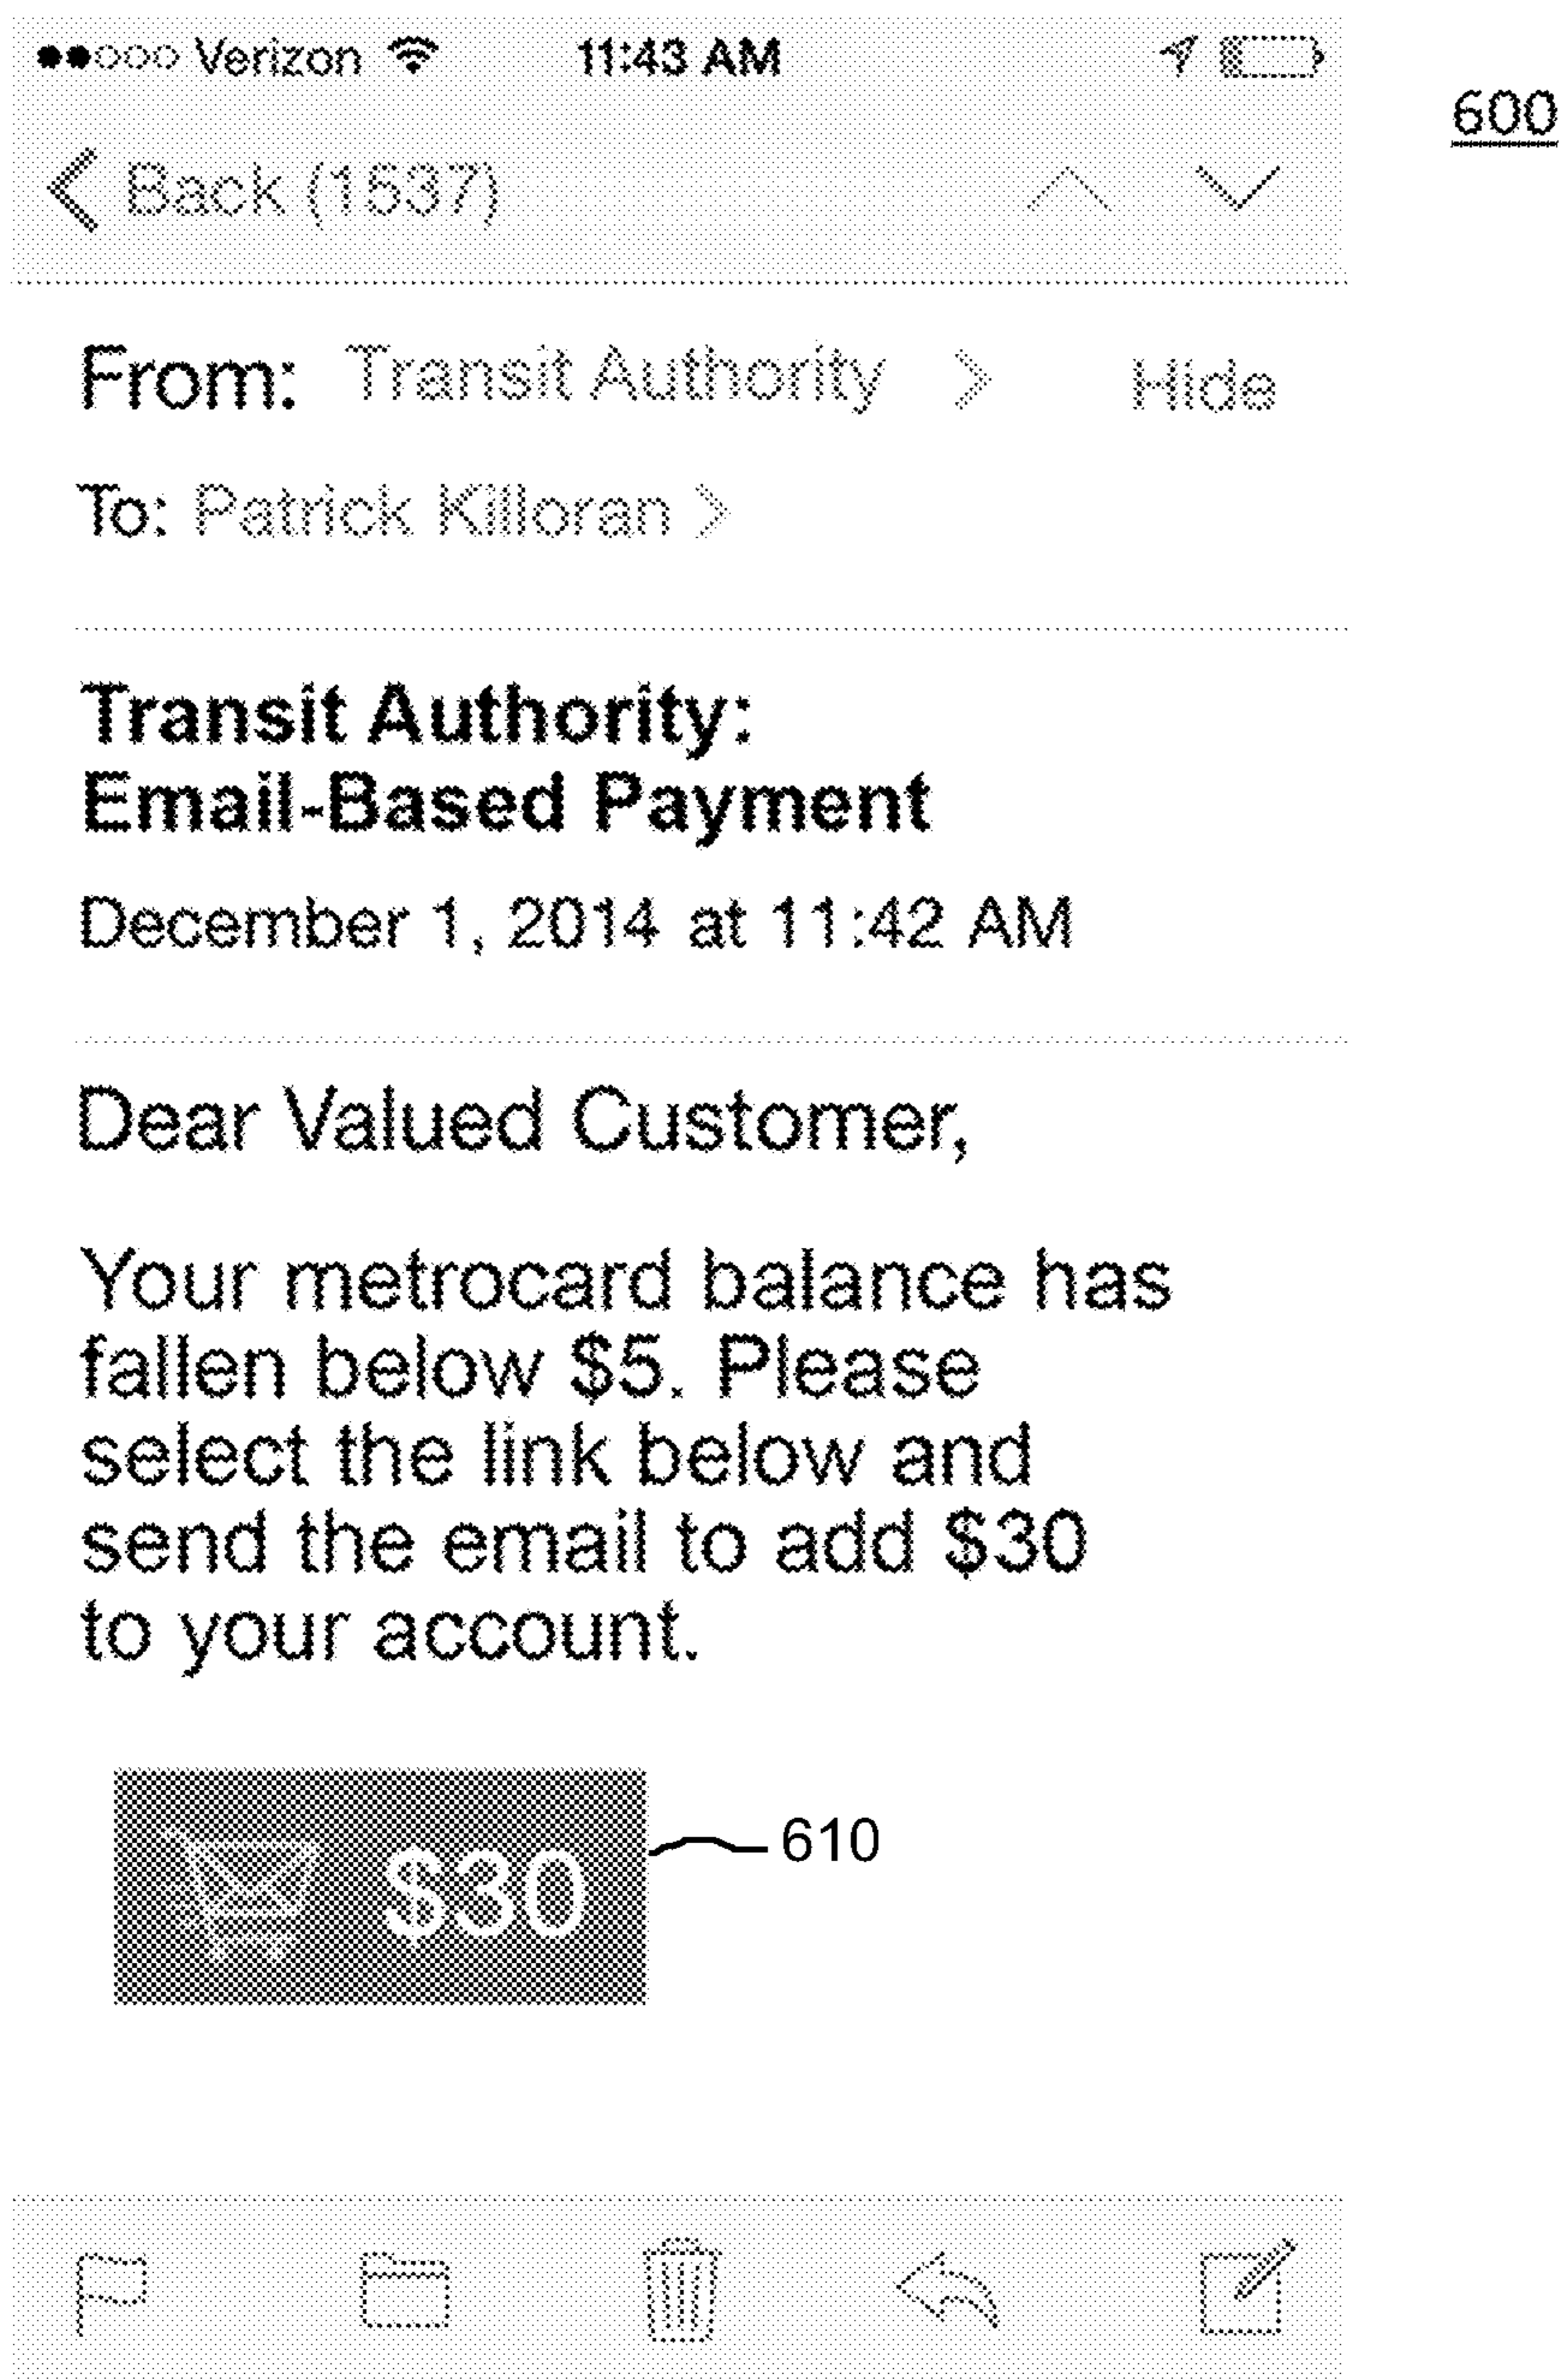 Verizon 11:43 AM
600
Back (1537)
From: Transit Authority > Hide
To: Patrick Killoran >
Transit Authority:
Email-Based Payment
December 1, 2014 at 11:42 AM
Dear Valued Customer,
Your metrocard balance has
fallen below $5. Please
select the link below and
send the email to add $30
to your account.
$30
610